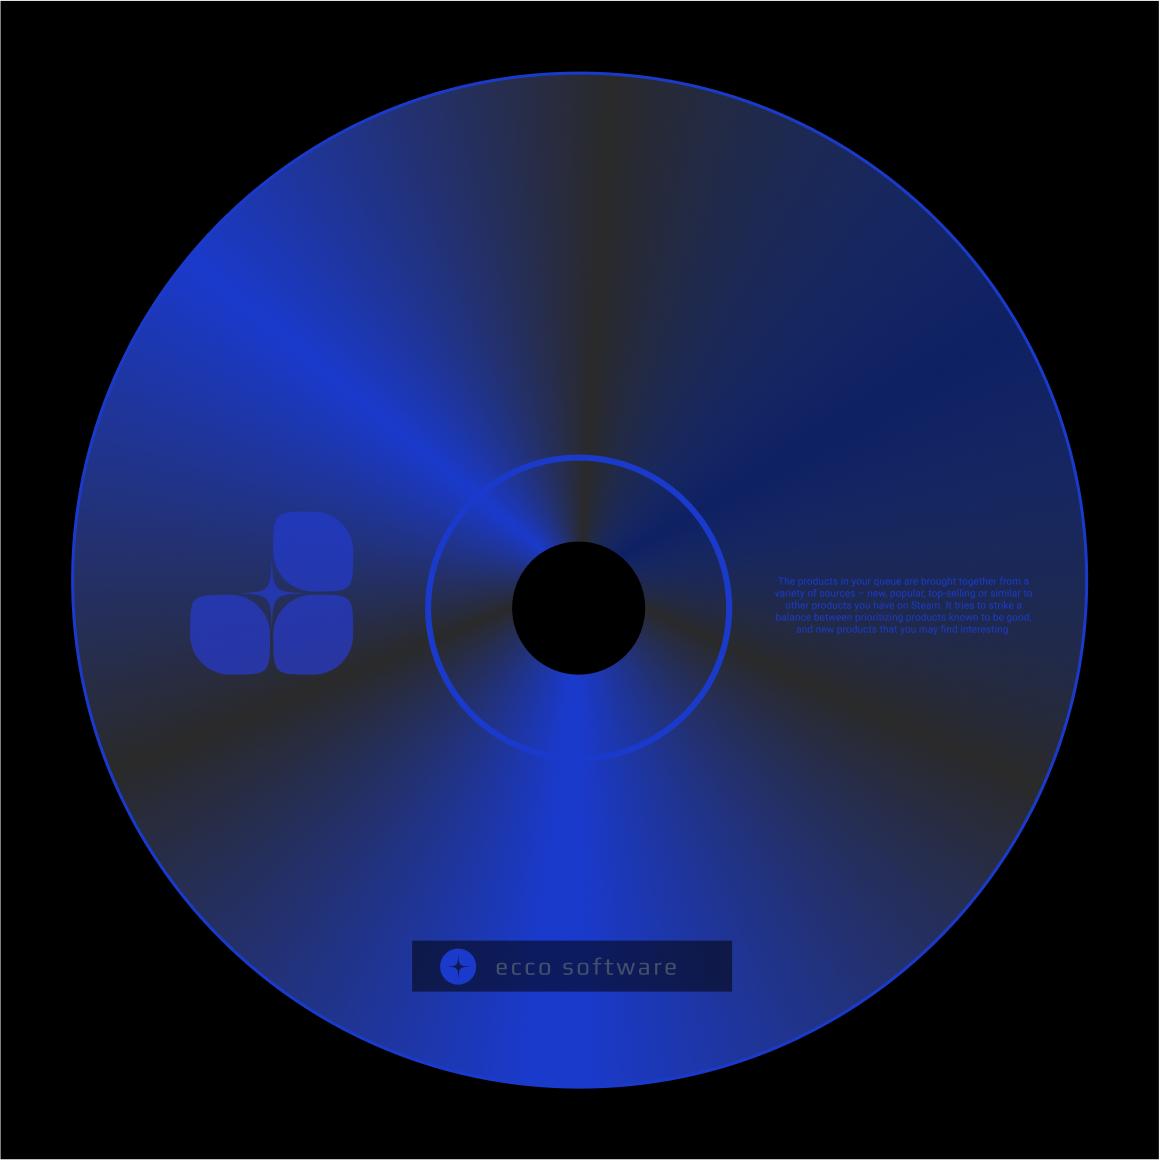 The products in your queue are brought together from a
variety of sources – new, popular, top-selling or similar to
other products you have on Steam. It tries to strike a
balance between prioritizing products known to be good,
and new products that you may find interesting
ecco software